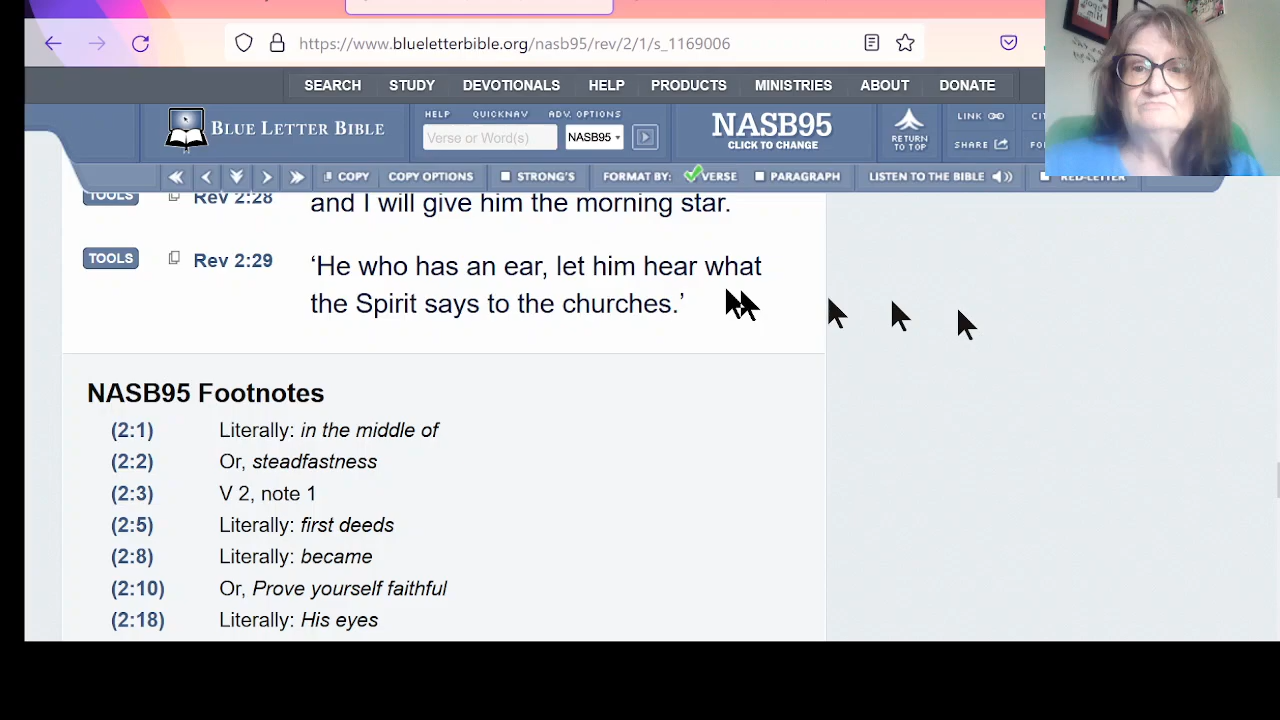 https://www.blueletterbible.org/nasb95/rev/2/1/s_1169006
SEARCH STUDY DEVOTIONALS HELP PRODUCTS MINISTRIES ABOUT DONATE
HELP QUICKNAV ADV. OPTIONS
BLUE LETTER BIBLE
Verse or Word(s) NASB95
NASB95
CLICK TO CHANGE
RETURN
TO TOP
LINK
SHARE
COPY COPY OPTIONS STRONG'S FORMAT BY: VERSE PARAGRAPH LISTEN TO THE BIBLE RED-LETTER
TOOLS Rev 2:28 and I will give him the morning star.
TOOLS Rev 2:29 ‘He who has an ear, let him hear what
the Spirit says to the churches.’
NASB95 Footnotes
(2:1) Literally: in the middle of
(2:2) Or, steadfastness
(2:3) V 2, note 1
(2:5) Literally: first deeds
(2:8) Literally: became
(2:10) Or, Prove yourself faithful
(2:18) Literally: His eyes